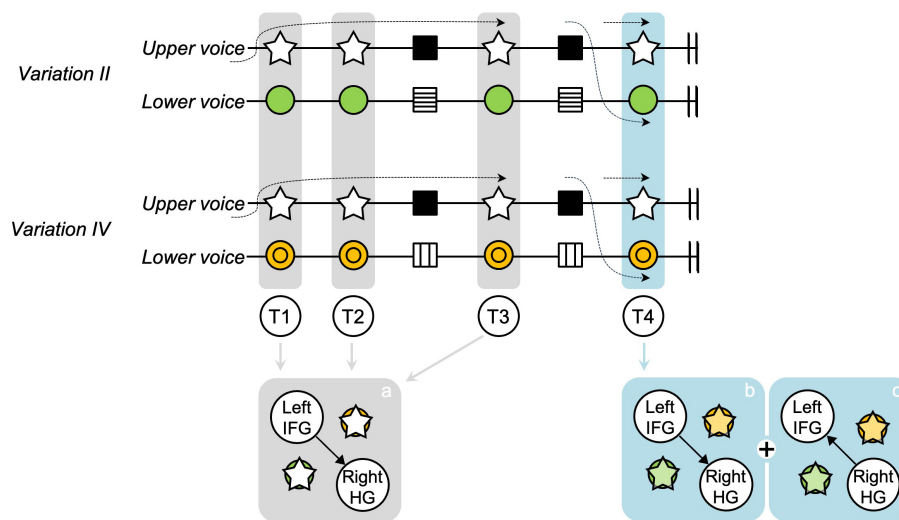 Upper voice
Variation II
Lower voice
Upper voice
Variation IV
Lower voice
T1
T2
T3
T4
a
Left
IFG
Right
HG
b
Left
IFG
Right
HG
+
Left
IFG
Right
HG